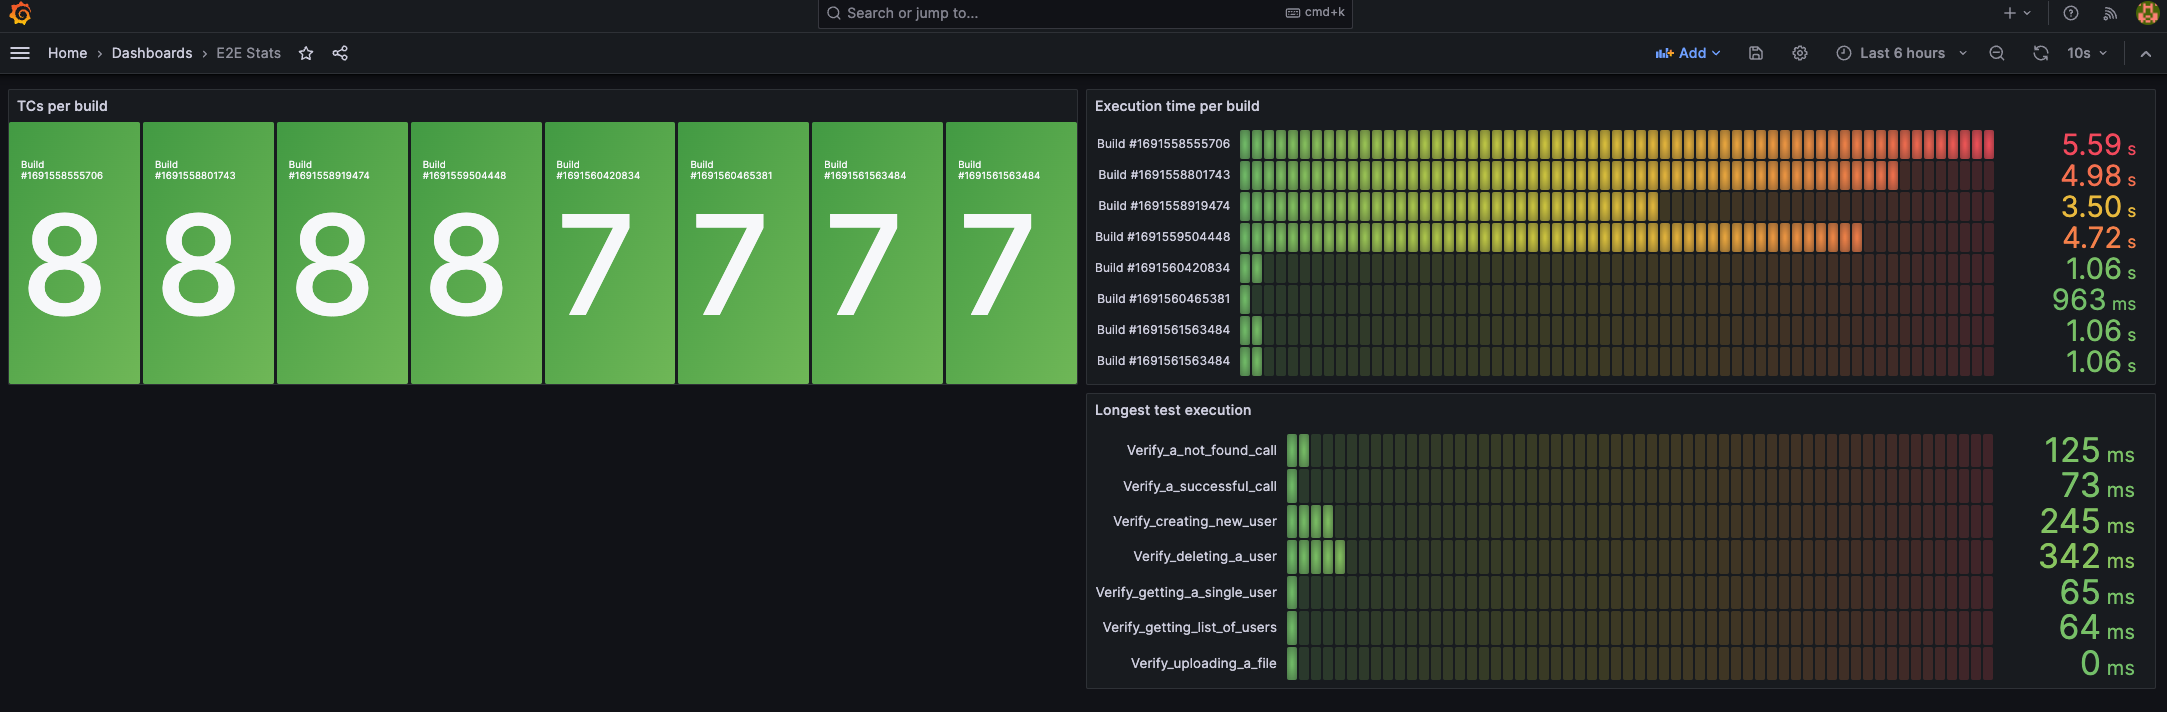 Search or jump to...
cmd+k
Home › Dashboards › E2E Stats
Add
Last 6 hours
10s
TCs per build
Build
#1691558555706
8
Build
#1691558801743
8
Build
#1691558919474
8
Build
#1691559504448
8
Build
#1691560420834
7
Build
#1691560465381
7
Build
#1691561563484
7
Build
#1691561563484
7
Execution time per build
Build #1691558555706 5.59 s
Build #1691558801743 4.98 s
Build #1691558919474 3.50 s
Build #1691559504448 4.72 s
Build #1691560420834 1.06 s
Build #1691560465381 963 ms
Build #1691561563484 1.06 s
Build #1691561563484 1.06 s
Longest test execution
Verify_a_not_found_call 125 ms
Verify_a_successful_call 73 ms
Verify_creating_new_user 245 ms
Verify_deleting_a_user 342 ms
Verify_getting_a_single_user 65 ms
Verify_getting_list_of_users 64 ms
Verify_uploading_a_file 0 ms